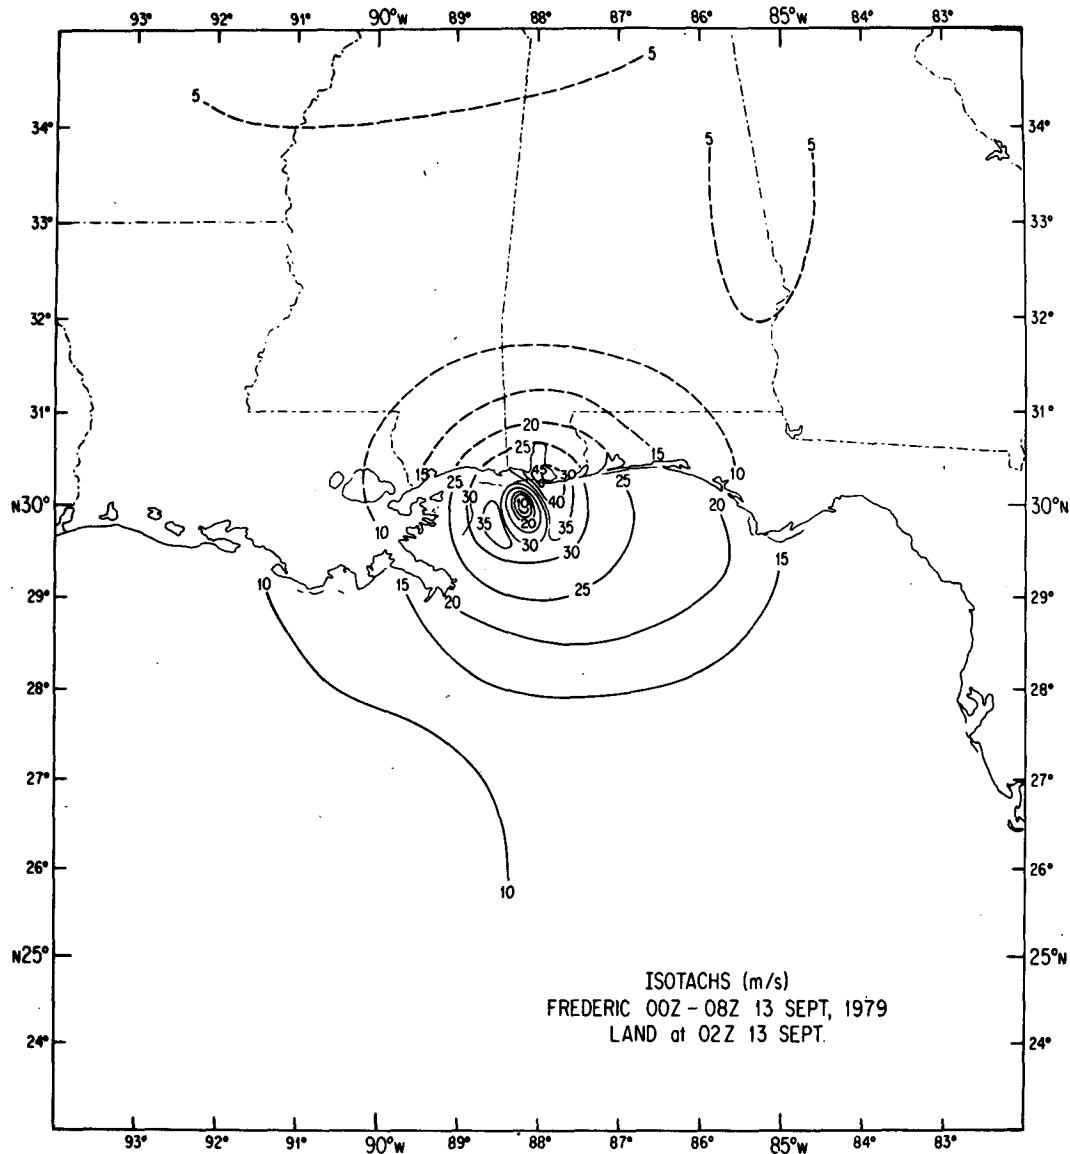 93° 91° 90°W 89° 88° 87° 86° 85°W 84° 83°
5
5
34° 34°
5 5
33° 33°
32° 32°
31° 31°
20
25 15
15 45 30 10
25 25
N30° 30 10 40 20 30°N
35 20 35
10 30 30
15
10 15 25
29° 20 29°
28° 28°
27° 27°
26° 26°
10
N25° 25°N
ISOTACHS (m/s)
FREDERIC 00Z – 08Z 13 SEPT, 1979
LAND at 02Z 13 SEPT.
24° 24°
93° 92° 91° 90°W 89° 88° 87° 86° 85°W 84° 83°